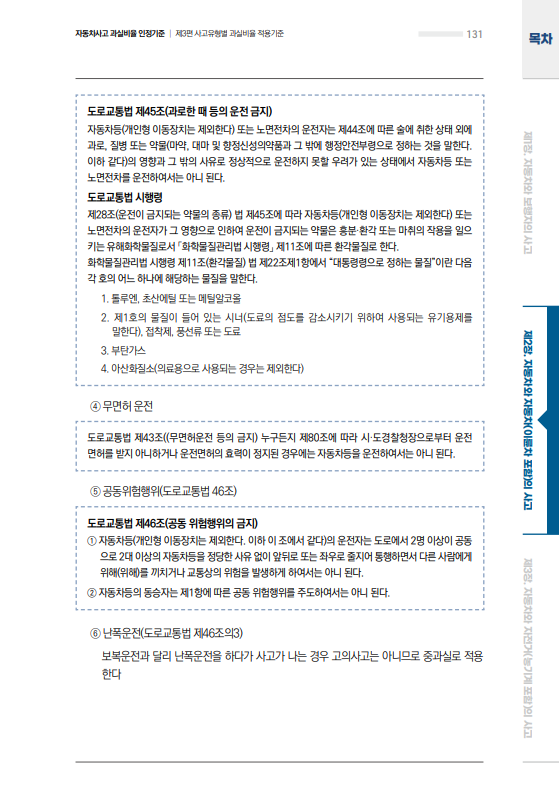 자동차사고 과실비율 인정기준 | 제3편 사고유형별 과실비율 적용기준
131
목차
도로교통법 제45조(과로한 때 등의 운전 금지)
자동차등(개인형 이동장치는 제외한다) 또는 노면전차의 운전자는 제44조에 따른 술에 취한 상태 외에
과로, 질병 또는 약물(마약, 대마 및 향정신성의약품과 그 밖에 행정안전부령으로 정하는 것을 말한다.
이하 같다)의 영향과 그 밖의 사유로 정상적으로 운전하지 못할 우려가 있는 상태에서 자동차등 또는
노면전차를 운전하여서는 아니 된다.
도로교통법 시행령
제28조(운전이 금지되는 약물의 종류) 법 제45조에 따라 자동차등(개인형 이동장치는 제외한다) 또는
노면전차의 운전자가 그 영향으로 인하여 운전이 금지되는 약물은 흥분·환각 또는 마취의 작용을 일으
키는 유해화학물질로서 「화학물질관리법 시행령」 제11조에 따른 환각물질로 한다.
화학물질관리법 시행령 제11조(환각물질) 법 제22조제1항에서 “대통령령으로 정하는 물질”이란 다음
각 호의 어느 하나에 해당하는 물질을 말한다.
1. 톨루엔, 초산에틸 또는 메틸알코올
2. 제1호의 물질이 들어 있는 시너(도료의 점도를 감소시키기 위하여 사용되는 유기용제를
말한다), 접착제, 풍선류 또는 도료
3. 부탄가스
4. 아산화질소(의료용으로 사용되는 경우는 제외한다)
④ 무면허 운전
도로교통법 제43조((무면허운전 등의 금지) 누구든지 제80조에 따라 시·도경찰청장으로부터 운전
면허를 받지 아니하거나 운전면허의 효력이 정지된 경우에는 자동차등을 운전하여서는 아니 된다.
⑤ 공동위험행위(도로교통법 46조)
도로교통법 제46조(공동 위험행위의 금지)
① 자동차등(개인형 이동장치는 제외한다. 이하 이 조에서 같다)의 운전자는 도로에서 2명 이상이 공동
으로 2대 이상의 자동차등을 정당한 사유 없이 앞뒤로 또는 좌우로 줄지어 통행하면서 다른 사람에게
위해(위해)를 끼치거나 교통상의 위험을 발생하게 하여서는 아니 된다.
② 자동차등의 동승자는 제1항에 따른 공동 위험행위를 주도하여서는 아니 된다.
⑥ 난폭운전(도로교통법 제46조의3)
보복운전과 달리 난폭운전을 하다가 사고가 나는 경우 고의사고는 아니므로 중과실로 적용
한다
제1장. 자동차와 보행자의 사고
제2장. 자동차와 자동차(이륜차 포함)의 사고
제3장. 자동차와 자전거(농기계 포함)의 사고